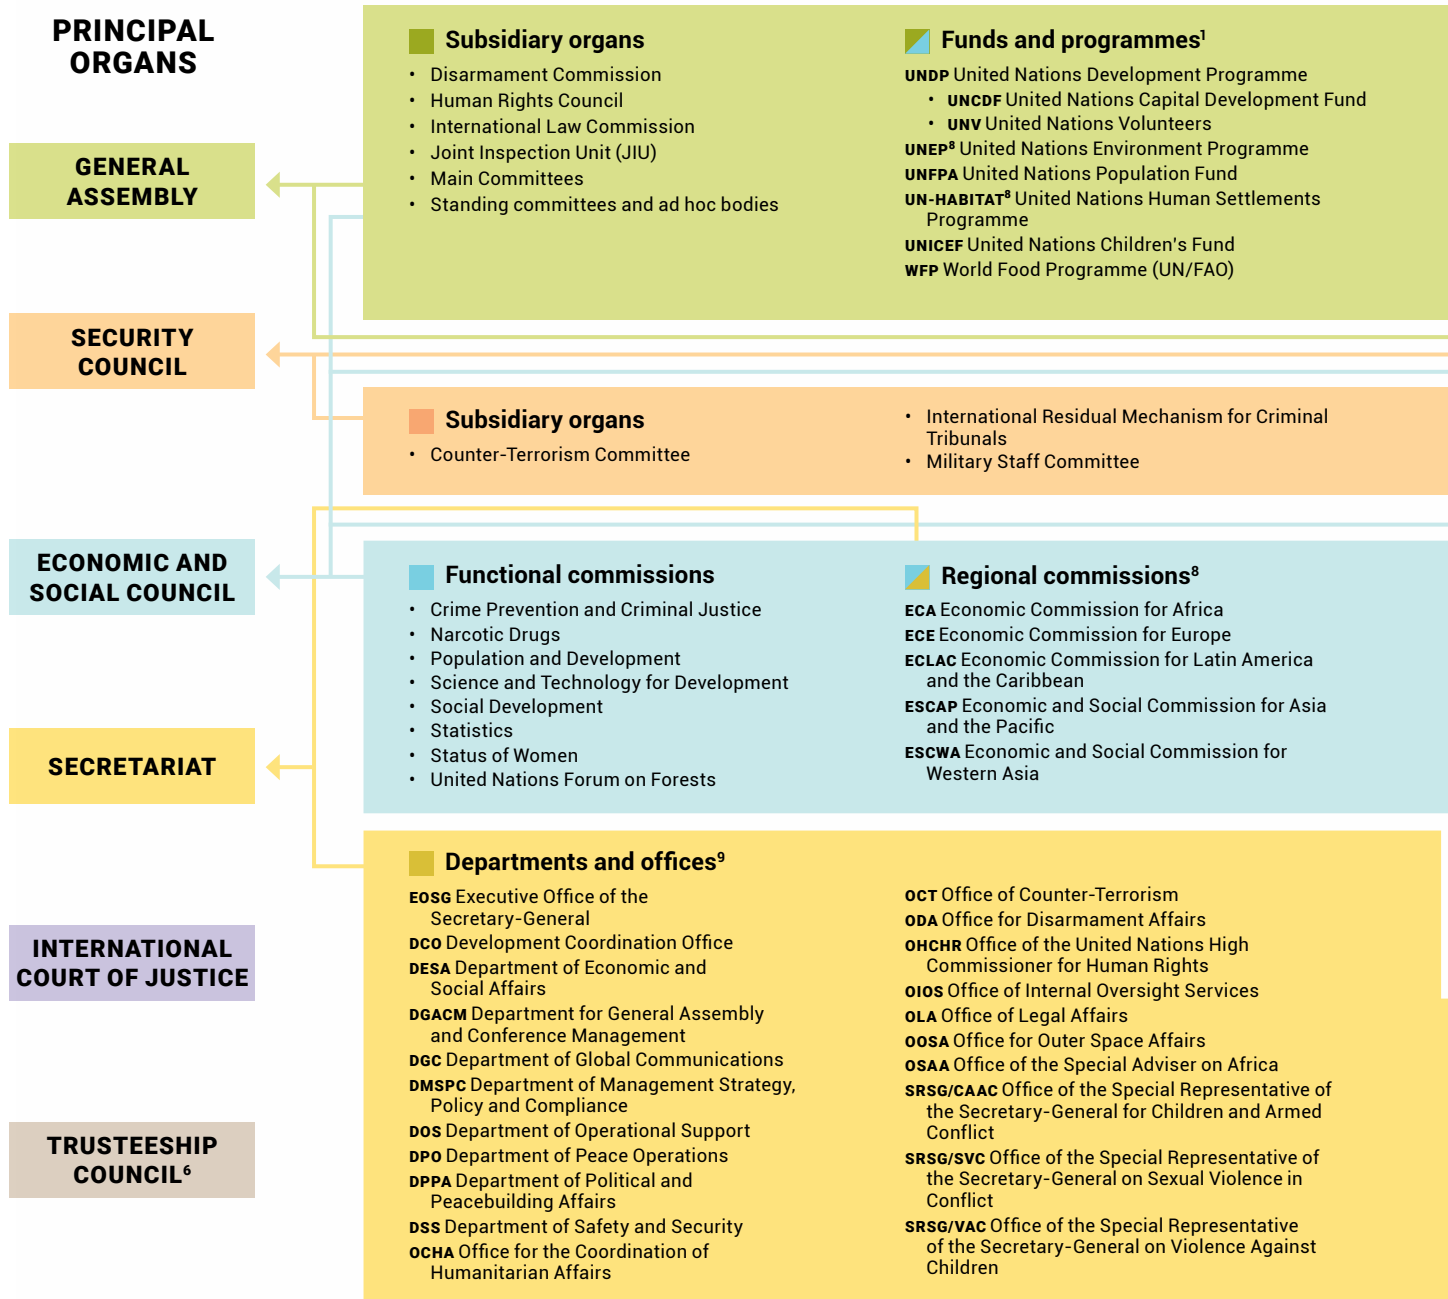 PRINCIPAL
ORGANS
GENERAL
ASSEMBLY
SECURITY
COUNCIL
ECONOMIC AND
SOCIAL COUNCIL
SECRETARIAT
INTERNATIONAL
COURT OF JUSTICE
TRUSTEESHIP
COUNCIL⁶
Subsidiary organs
• Disarmament Commission
• Human Rights Council
• International Law Commission
• Joint Inspection Unit (JIU)
• Main Committees
• Standing committees and ad hoc bodies
Funds and programmes¹
UNDP United Nations Development Programme
• UNCDF United Nations Capital Development Fund
• UNV United Nations Volunteers
UNEP⁸ United Nations Environment Programme
UNFPA United Nations Population Fund
UN-HABITAT⁸ United Nations Human Settlements
Programme
UNICEF United Nations Children's Fund
WFP World Food Programme (UN/FAO)
Subsidiary organs
• Counter-Terrorism Committee
• International Residual Mechanism for Criminal
Tribunals
• Military Staff Committee
Functional commissions
• Crime Prevention and Criminal Justice
• Narcotic Drugs
• Population and Development
• Science and Technology for Development
• Social Development
• Statistics
• Status of Women
• United Nations Forum on Forests
Regional commissions⁸
ECA Economic Commission for Africa
ECE Economic Commission for Europe
ECLAC Economic Commission for Latin America
and the Caribbean
ESCAP Economic and Social Commission for Asia
and the Pacific
ESCWA Economic and Social Commission for
Western Asia
Departments and offices⁹
EOSG Executive Office of the
Secretary-General
DCO Development Coordination Office
DESA Department of Economic and
Social Affairs
DGACM Department for General Assembly
and Conference Management
DGC Department of Global Communications
DMSPC Department of Management Strategy,
Policy and Compliance
DOS Department of Operational Support
DPO Department of Peace Operations
DPPA Department of Political and
Peacebuilding Affairs
DSS Department of Safety and Security
OCHA Office for the Coordination of
Humanitarian Affairs
OCT Office of Counter-Terrorism
ODA Office for Disarmament Affairs
OHCHR Office of the United Nations High
Commissioner for Human Rights
OIOS Office of Internal Oversight Services
OLA Office of Legal Affairs
OOSA Office for Outer Space Affairs
OSAA Office of the Special Adviser on Africa
SRSG/CAAC Office of the Special Representative of
the Secretary-General for Children and Armed
Conflict
SRSG/SVC Office of the Special Representative of
the Secretary-General on Sexual Violence in
Conflict
SRSG/VAC Office of the Special Representative
of the Secretary-General on Violence Against
Children